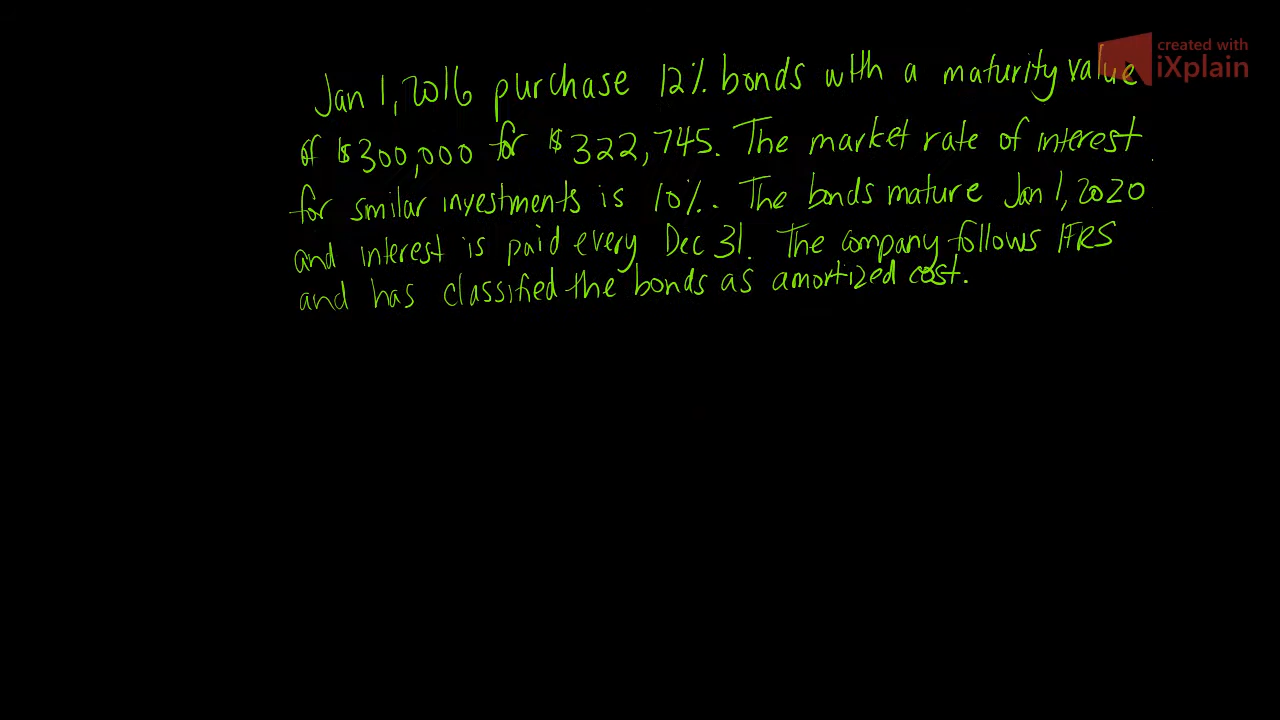 created with
iXplain
Jan 1, 2016 purchase 12% bonds with a maturity value
of $300,000 for $322,745. The market rate of interest
for similar investments is 10%. The bonds mature Jan 1, 2020
and interest is paid every Dec 31. The company follows IFRS
and has classified the bonds as amortized cost.